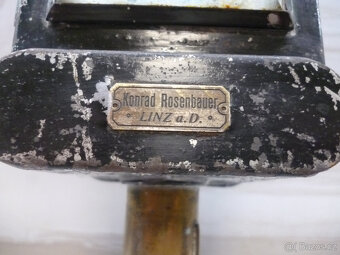 Konrad Rosenbauer
LINZ a.D.